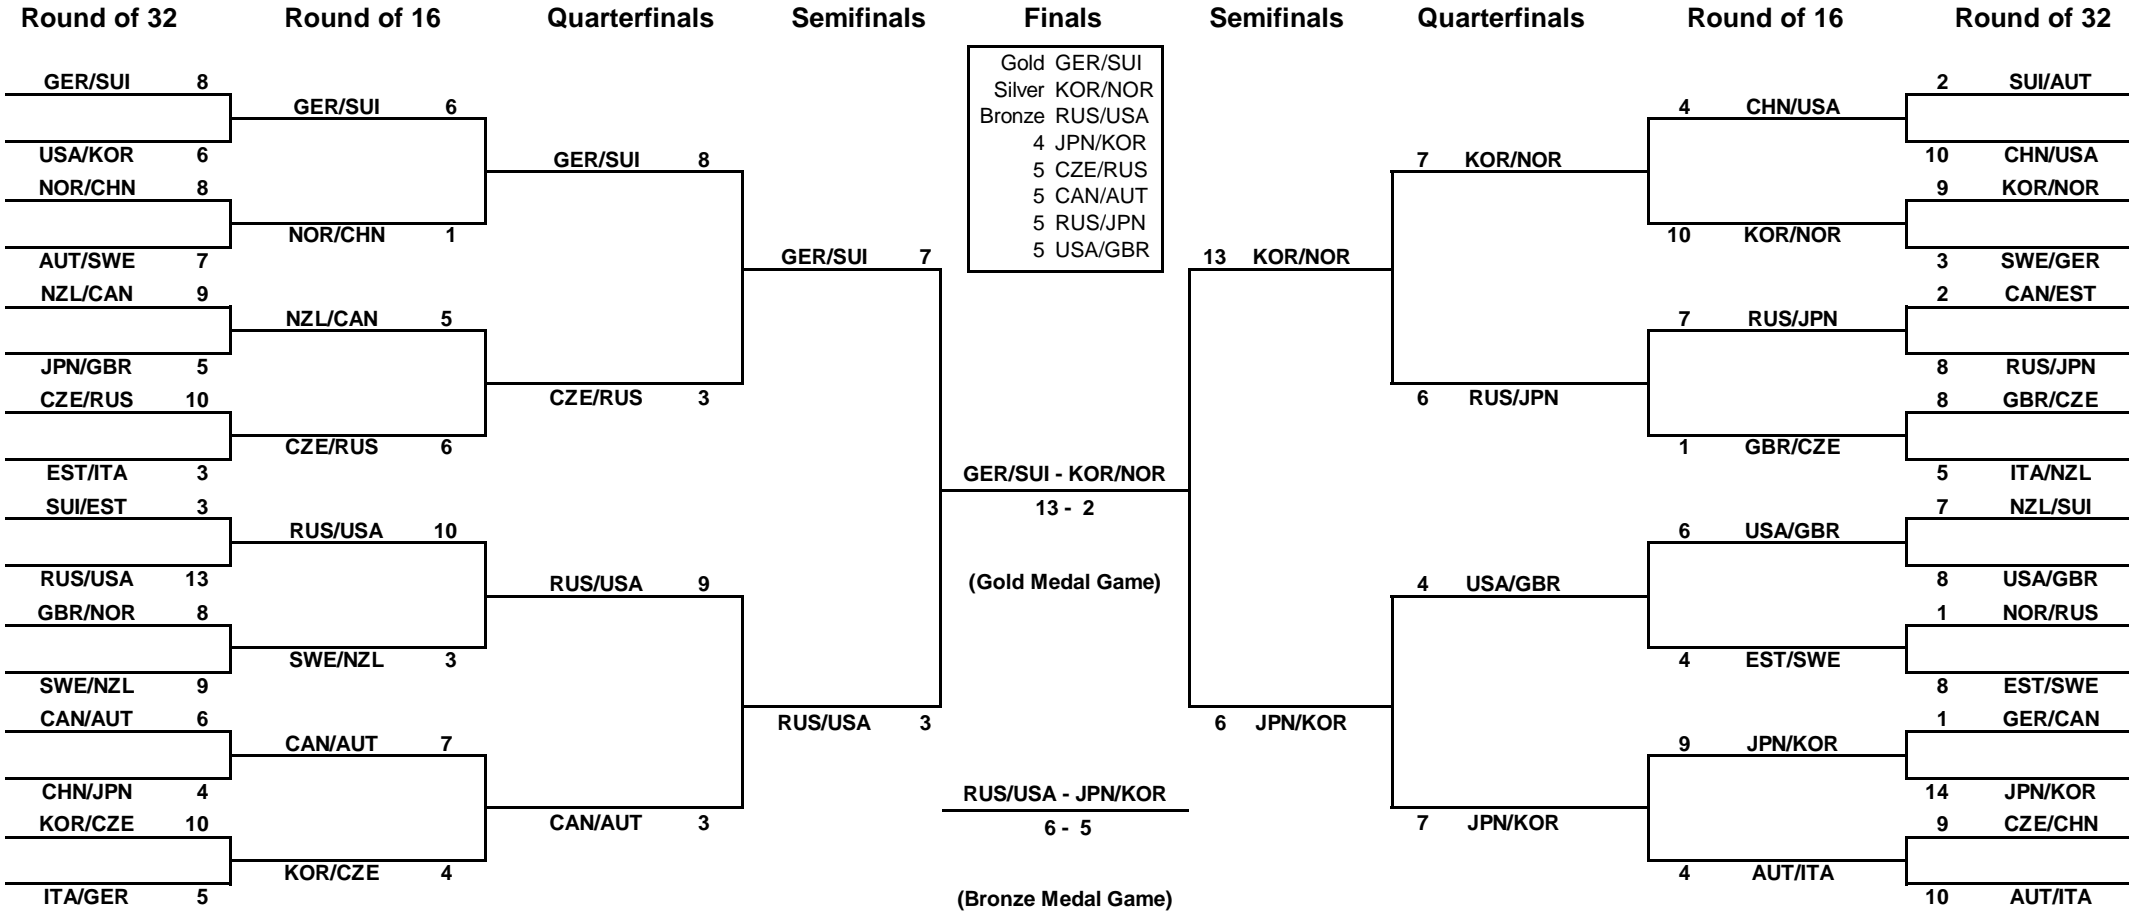 Round of 32 Round of 16 Quarterfinals Semifinals Finals Semifinals Quarterfinals Round of 16 Round of 32
GER/SUI 8
USA/KOR 6
NOR/CHN 8
AUT/SWE 7
NZL/CAN 9
JPN/GBR 5
CZE/RUS 10
EST/ITA 3
SUI/EST 3
RUS/USA 13
GBR/NOR 8
SWE/NZL 9
CAN/AUT 6
CHN/JPN 4
KOR/CZE 10
ITA/GER 5
GER/SUI 6
NOR/CHN 1
NZL/CAN 5
CZE/RUS 6
RUS/USA 10
SWE/NZL 3
CAN/AUT 7
KOR/CZE 4
GER/SUI 8
CZE/RUS 3
RUS/USA 9
CAN/AUT 3
GER/SUI 7
RUS/USA 3
Gold GER/SUI
Silver KOR/NOR
Bronze RUS/USA
4 JPN/KOR
5 CZE/RUS
5 CAN/AUT
5 RUS/JPN
5 USA/GBR
GER/SUI - KOR/NOR
13 - 2
(Gold Medal Game)
RUS/USA - JPN/KOR
6 - 5
(Bronze Medal Game)
13 KOR/NOR
6 JPN/KOR
7 KOR/NOR
6 RUS/JPN
4 USA/GBR
7 JPN/KOR
4 CHN/USA
10 KOR/NOR
7 RUS/JPN
1 GBR/CZE
6 USA/GBR
4 EST/SWE
9 JPN/KOR
4 AUT/ITA
2 SUI/AUT
10 CHN/USA
9 KOR/NOR
3 SWE/GER
2 CAN/EST
8 RUS/JPN
8 GBR/CZE
5 ITA/NZL
7 NZL/SUI
8 USA/GBR
1 NOR/RUS
8 EST/SWE
1 GER/CAN
14 JPN/KOR
9 CZE/CHN
10 AUT/ITA